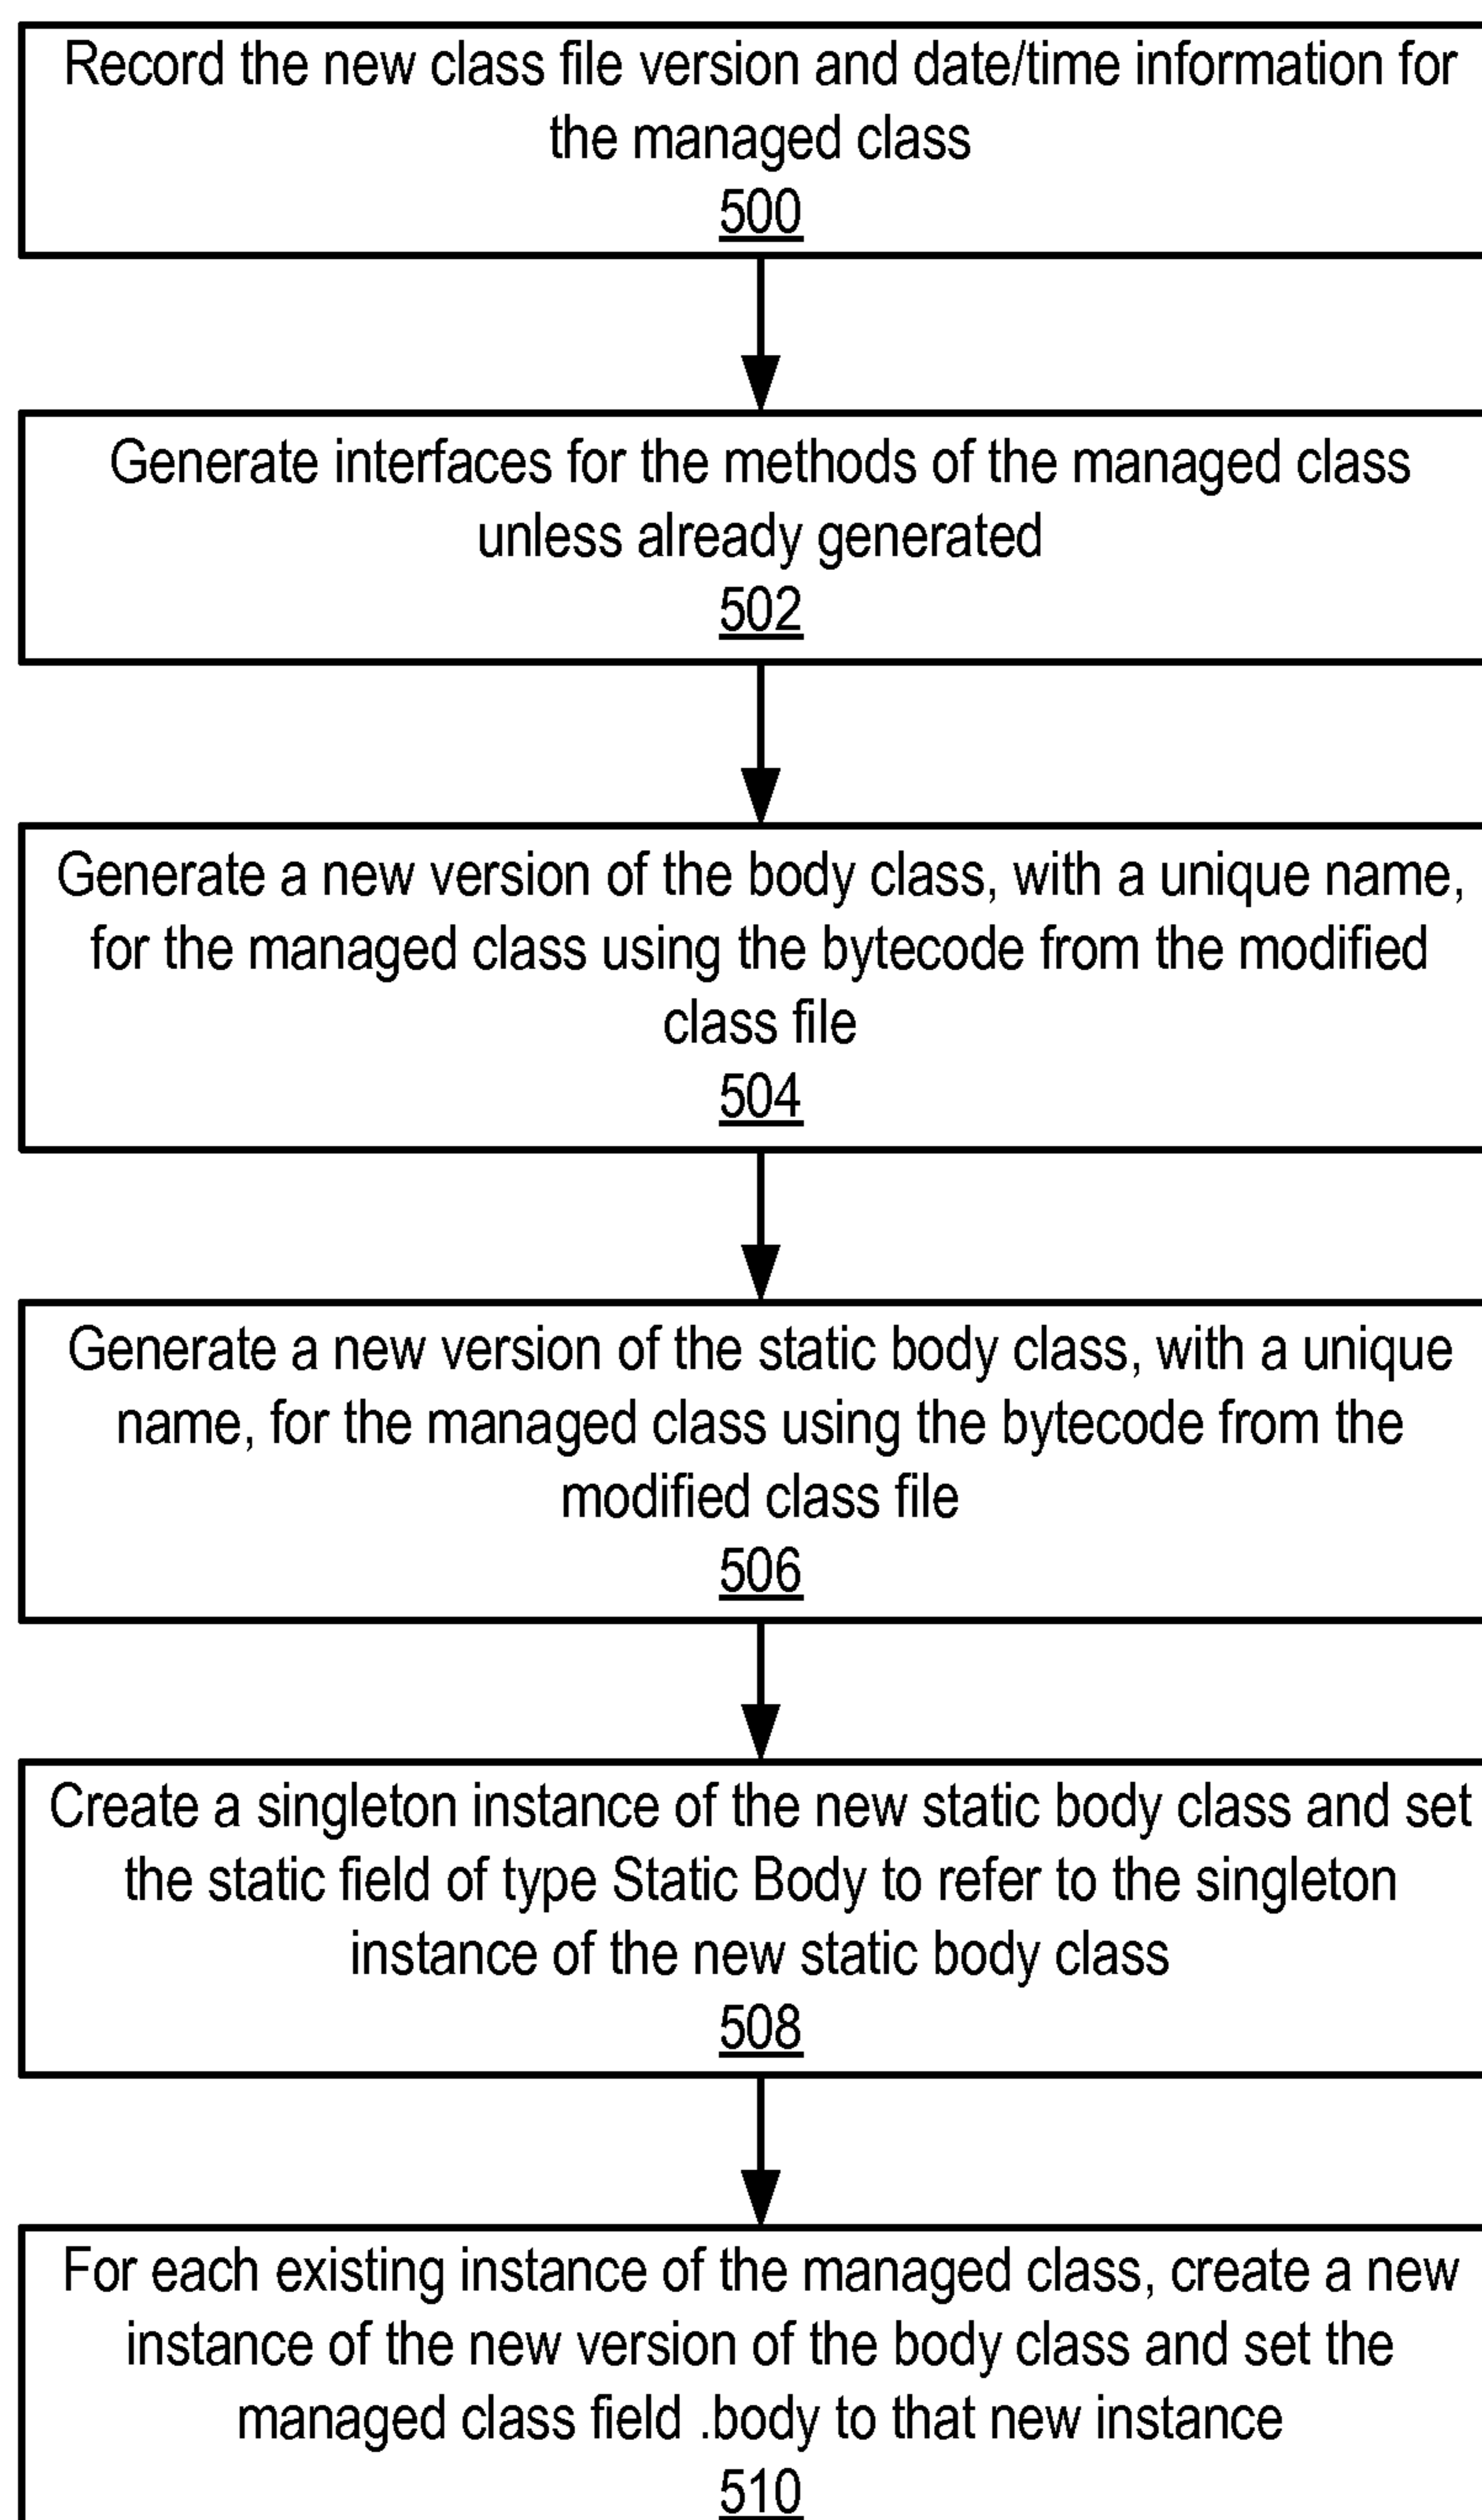 Record the new class file version and date/time information for
the managed class
500
Generate interfaces for the methods of the managed class
unless already generated
502
Generate a new version of the body class, with a unique name,
for the managed class using the bytecode from the modified
class file
504
Generate a new version of the static body class, with a unique
name, for the managed class using the bytecode from the
modified class file
506
Create a singleton instance of the new static body class and set
the static field of type Static Body to refer to the singleton
instance of the new static body class
508
For each existing instance of the managed class, create a new
instance of the new version of the body class and set the
managed class field .body to that new instance
510